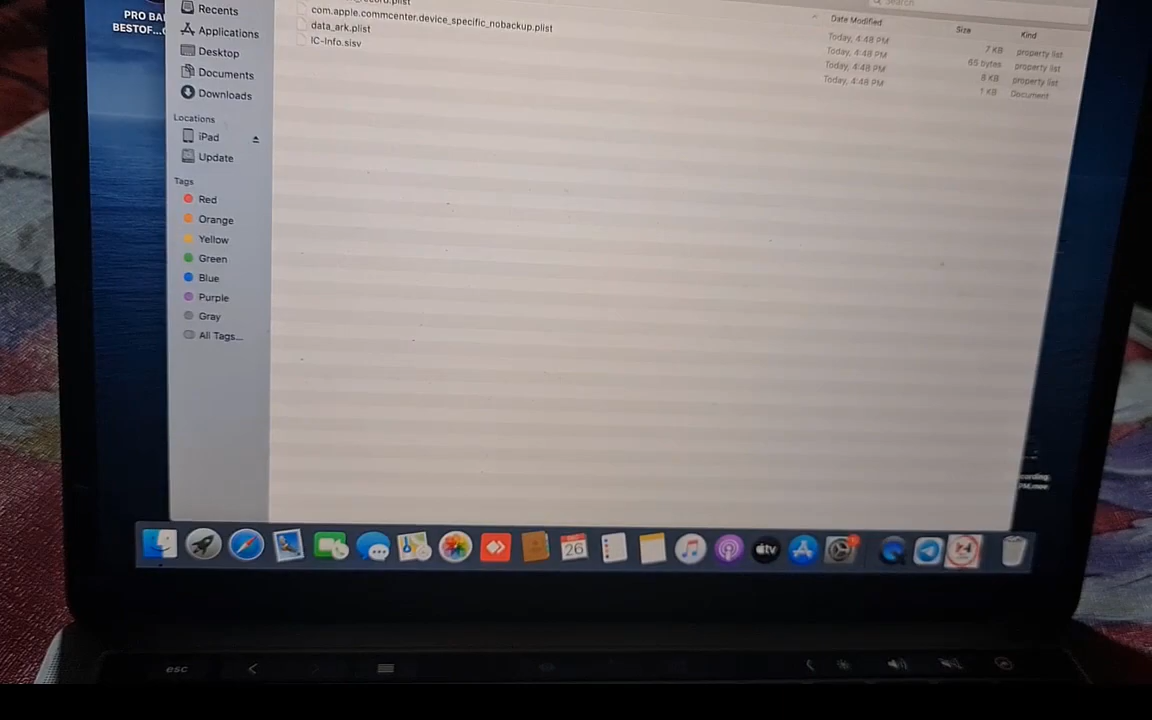 PRO BA
BESTOF...
Recents
Applications
Desktop
Documents
Downloads
Locations
iPad
Update
Tags
Red
Orange
Yellow
Green
Blue
Purple
Gray
All Tags...
com.apple.commcenter.device_specific_nobackup.plist
data_ark.plist
IC-Info.sisv
Search
Date Modified
Size
Kind
Today, 4:48 PM
7 KB
property list
Today, 4:48 PM
65 bytes
property list
Today, 4:48 PM
8 KB
property list
Today, 4:48 PM
1 KB
Document
26
tv
esc